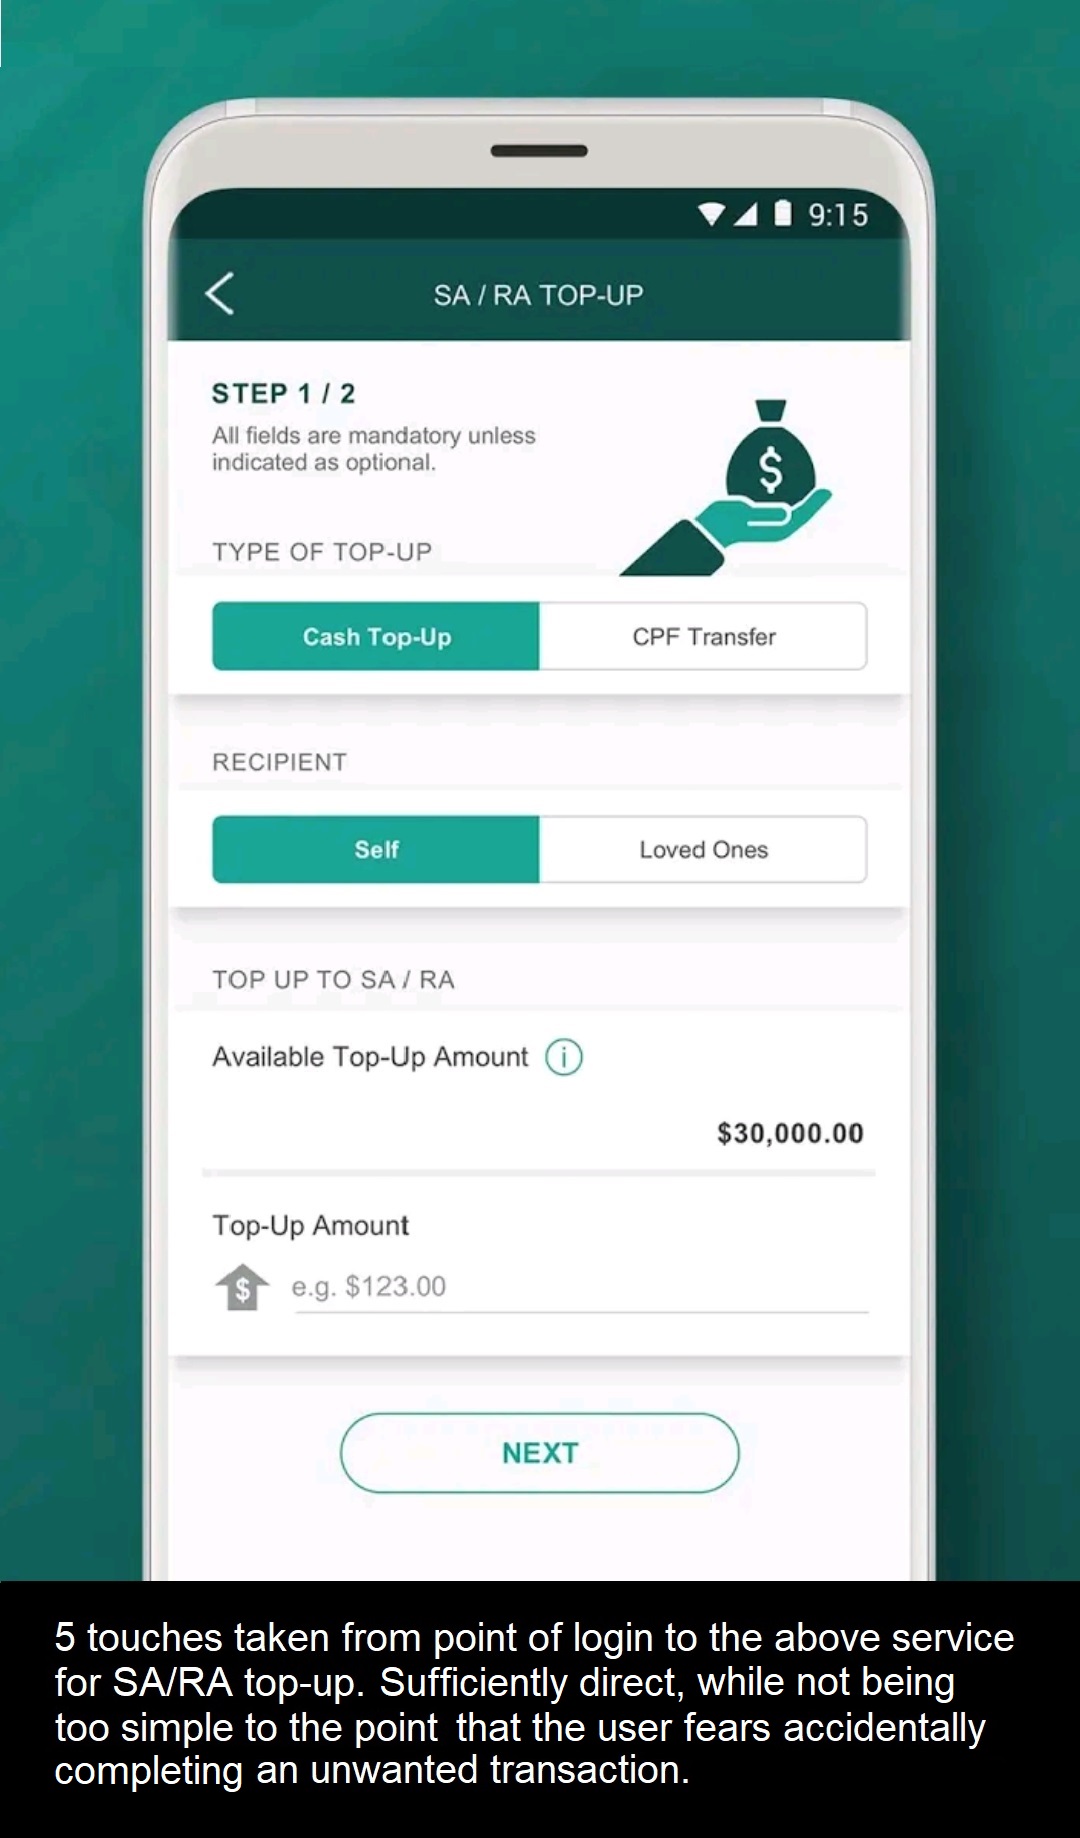 9:15
SA / RA TOP-UP
STEP 1 / 2
All fields are mandatory unless
indicated as optional.
$
TYPE OF TOP-UP
Cash Top-Up CPF Transfer
RECIPIENT
Self Loved Ones
TOP UP TO SA / RA
Available Top-Up Amount i
$30,000.00
Top-Up Amount
$ e.g. $123.00
NEXT
5 touches taken from point of login to the above service
for SA/RA top-up. Sufficiently direct, while not being
too simple to the point that the user fears accidentally
completing an unwanted transaction.